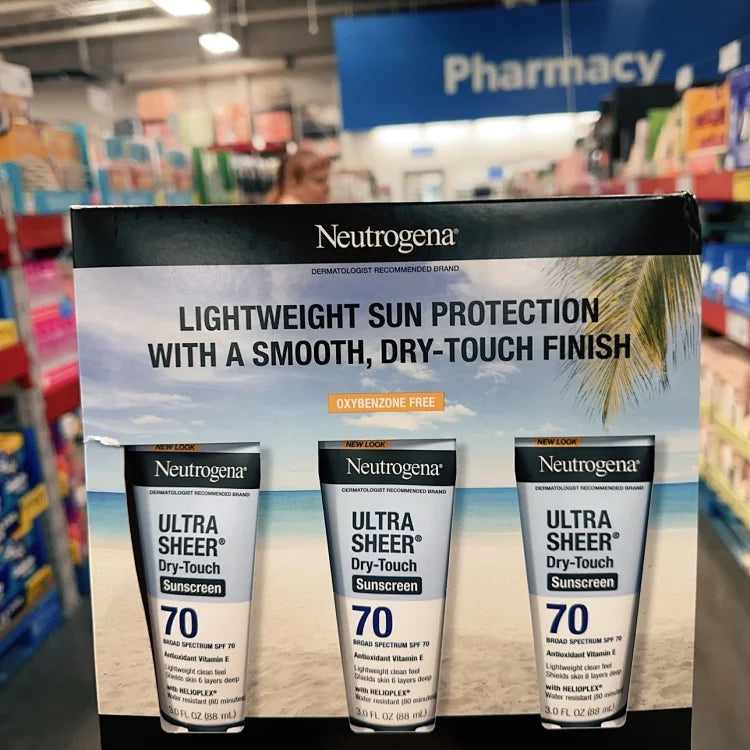 Pharmacy
Neutrogena®
DERMATOLOGIST RECOMMENDED BRAND
LIGHTWEIGHT SUN PROTECTION
WITH A SMOOTH, DRY-TOUCH FINISH
OXYBENZONE FREE
NEW LOOK
Neutrogena®
DERMATOLOGIST RECOMMENDED BRAND
ULTRA
SHEER®
Dry-Touch
Sunscreen
70
BROAD SPECTRUM SPF 70
Antioxidant Vitamin E
Lightweight clean feel
Shields skin 6 layers deep
with HELIOPLEX®
Water resistant (80 minutes)
3.0 FL OZ (88 mL)
NEW LOOK
Neutrogena®
DERMATOLOGIST RECOMMENDED BRAND
ULTRA
SHEER®
Dry-Touch
Sunscreen
70
BROAD SPECTRUM SPF 70
Antioxidant Vitamin E
Lightweight clean feel
Shields skin 6 layers deep
with HELIOPLEX®
Water resistant (80 minutes)
3.0 FL OZ (88 mL)
NEW LOOK
Neutrogena®
DERMATOLOGIST RECOMMENDED BRAND
ULTRA
SHEER®
Dry-Touch
Sunscreen
70
BROAD SPECTRUM SPF 70
Antioxidant Vitamin E
Lightweight clean feel
Shields skin 6 layers deep
with HELIOPLEX®
Water resistant (80 minutes)
3.0 FL OZ (88 mL)